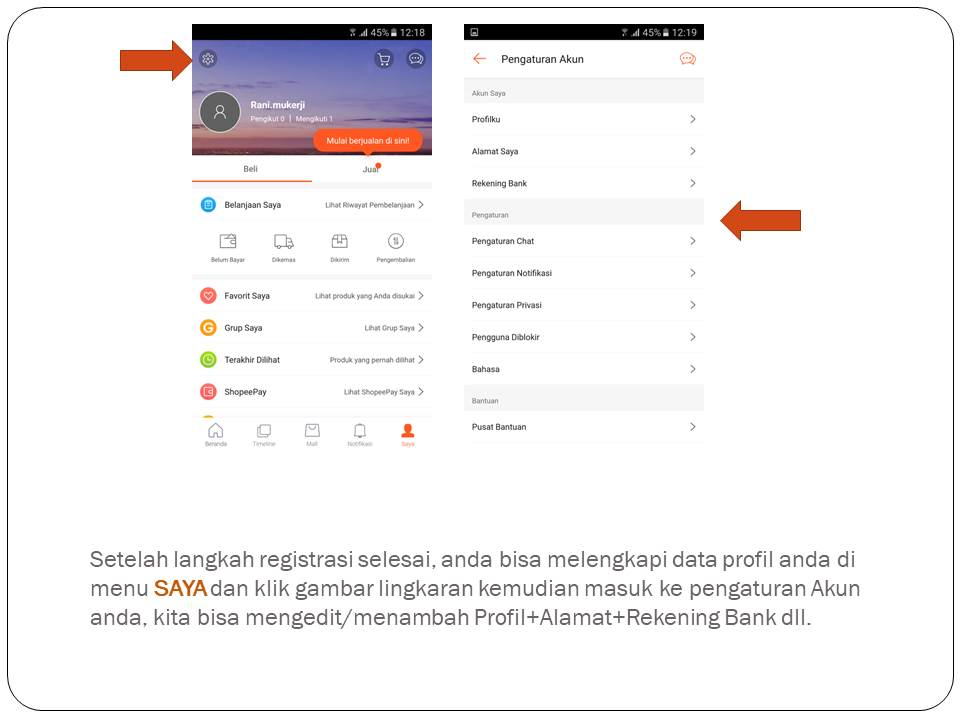 45% 12:18
Rani.mukerji
Pengikut 0 | Mengikuti 1
Mulai berjualan di sini!
Beli
Jual
Belanjaan Saya
Lihat Riwayat Pembelanjaan
Belum Bayar
Dikemas
Dikirim
Pengembalian
Favorit Saya
Lihat produk yang Anda disukai
Grup Saya
Lihat Grup Saya
Terakhir Dilihat
Produk yang pernah dilihat
ShopeePay
Lihat ShopeePay Saya
Beranda
Timeline
Mall
Notifikasi
Saya
45% 12:19
Pengaturan Akun
Akun Saya
Profilku
Alamat Saya
Rekening Bank
Pengaturan
Pengaturan Chat
Pengaturan Notifikasi
Pengaturan Privasi
Pengguna Diblokir
Bahasa
Bantuan
Pusat Bantuan
Setelah langkah registrasi selesai, anda bisa melengkapi data profil anda di
menu SAYA dan klik gambar lingkaran kemudian masuk ke pengaturan Akun
anda, kita bisa mengedit/menambah Profil+Alamat+Rekening Bank dll.